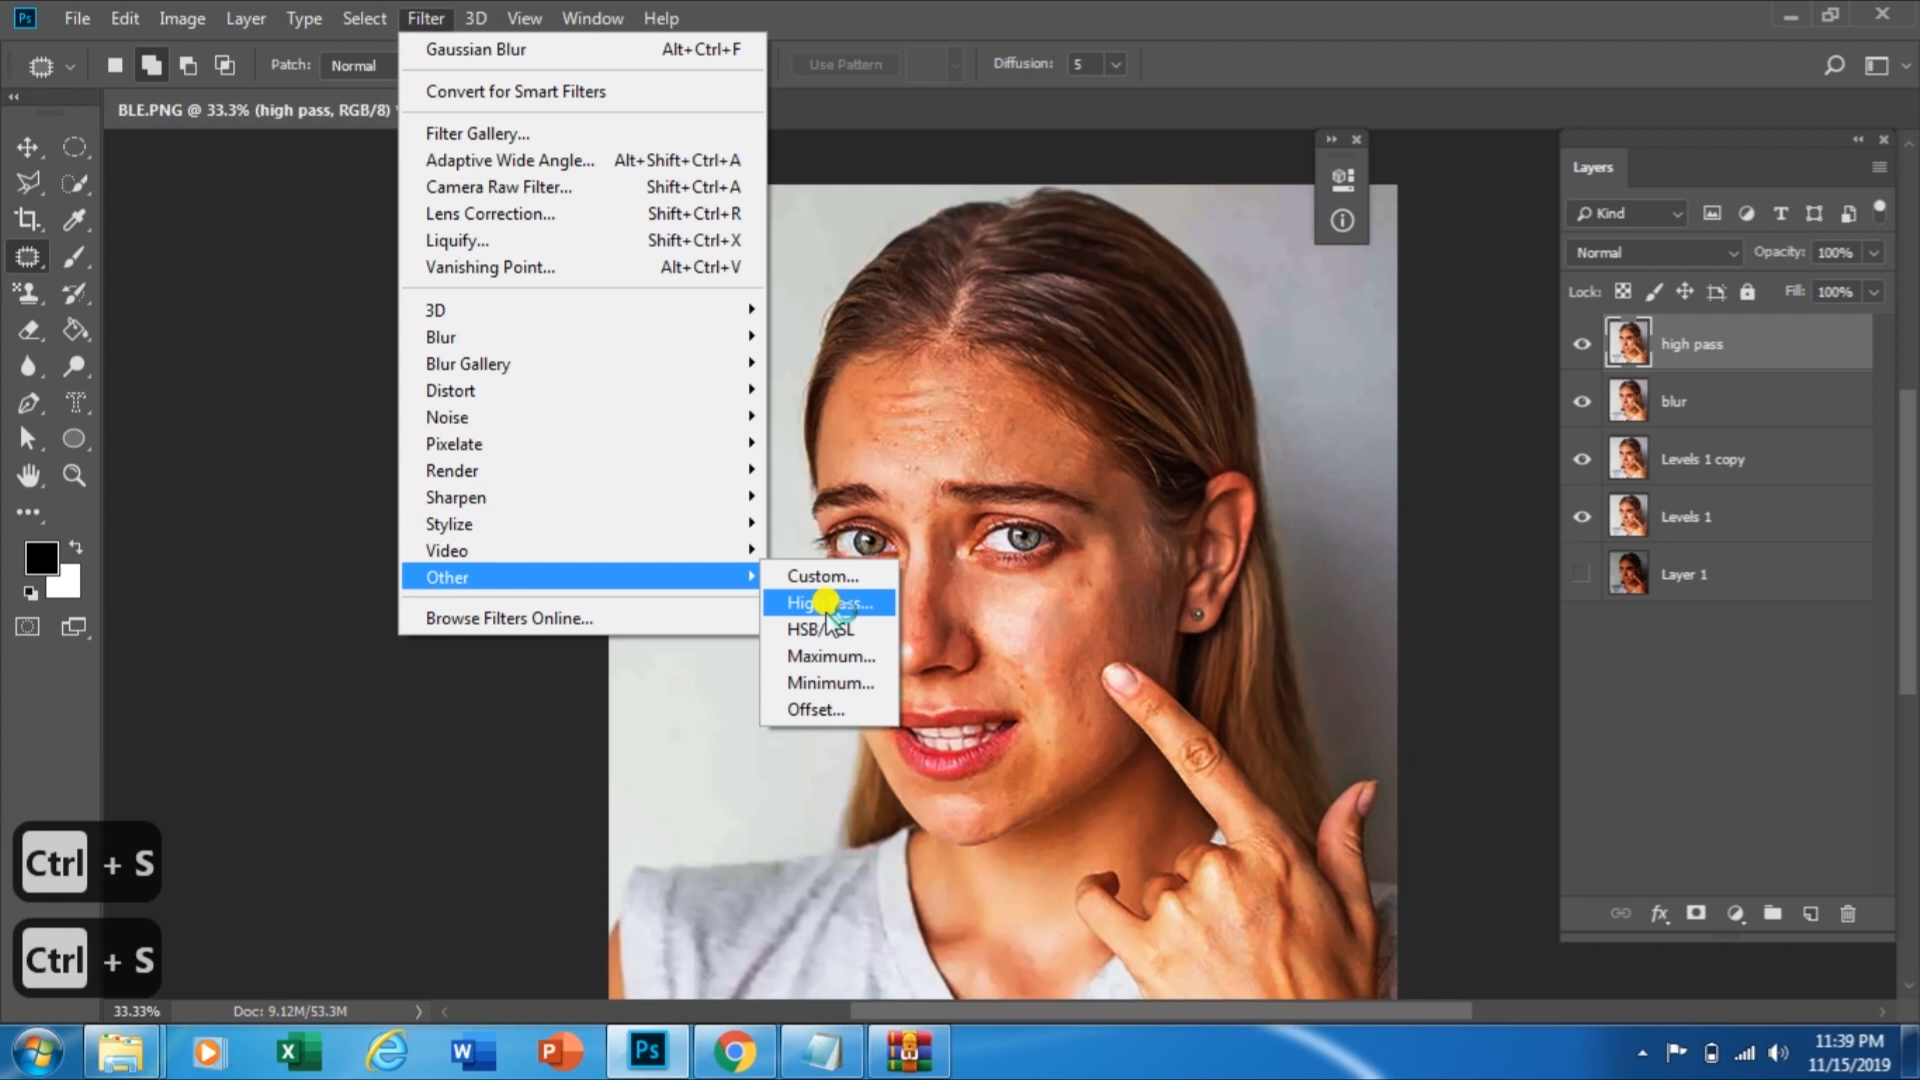 Ps File Edit Image Layer Type Select Filter 3D View Window Help
Patch: Normal Use Pattern Diffusion: 5
BLE.PNG @ 33.3% (high pass, RGB/8)
Gaussian Blur Alt+Ctrl+F
Convert for Smart Filters
Filter Gallery...
Adaptive Wide Angle... Alt+Shift+Ctrl+A
Camera Raw Filter... Shift+Ctrl+A
Lens Correction... Shift+Ctrl+R
Liquify... Shift+Ctrl+X
Vanishing Point... Alt+Ctrl+V
3D
Blur
Blur Gallery
Distort
Noise
Pixelate
Render
Sharpen
Stylize
Video
Other
Browse Filters Online...
Custom...
High Pass...
HSB/HSL
Maximum...
Minimum...
Offset...
Layers
Kind
Normal Opacity: 100%
Lock: Fill: 100%
high pass
blur
Levels 1 copy
Levels 1
Layer 1
Ctrl + S
Ctrl + S
33.33% Doc: 9.12M/53.3M
Ps
11:39 PM
11/15/2019